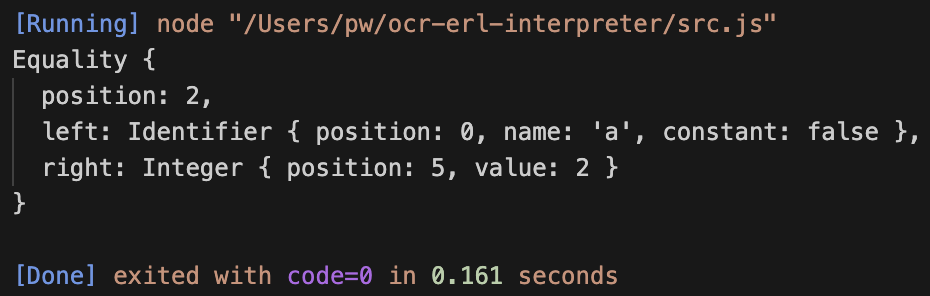 [Running] node "/Users/pw/ocr-erl-interpreter/src.js"
Equality {
  position: 2,
  left: Identifier { position: 0, name: 'a', constant: false },
  right: Integer { position: 5, value: 2 }
}

[Done] exited with code=0 in 0.161 seconds